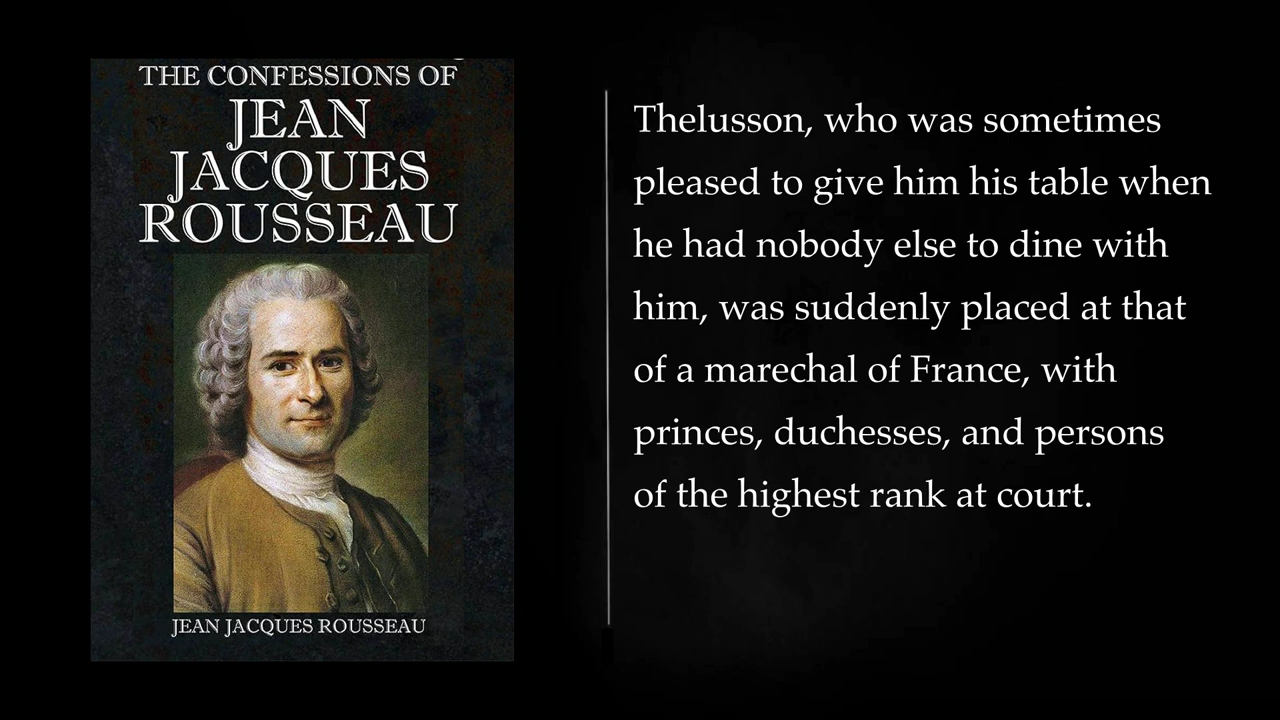 THE CONFESSIONS OF
JEAN
JACQUES
ROUSSEAU
JEAN JACQUES ROUSSEAU
Thelusson, who was sometimes
pleased to give him his table when
he had nobody else to dine with
him, was suddenly placed at that
of a marechal of France, with
princes, duchesses, and persons
of the highest rank at court.